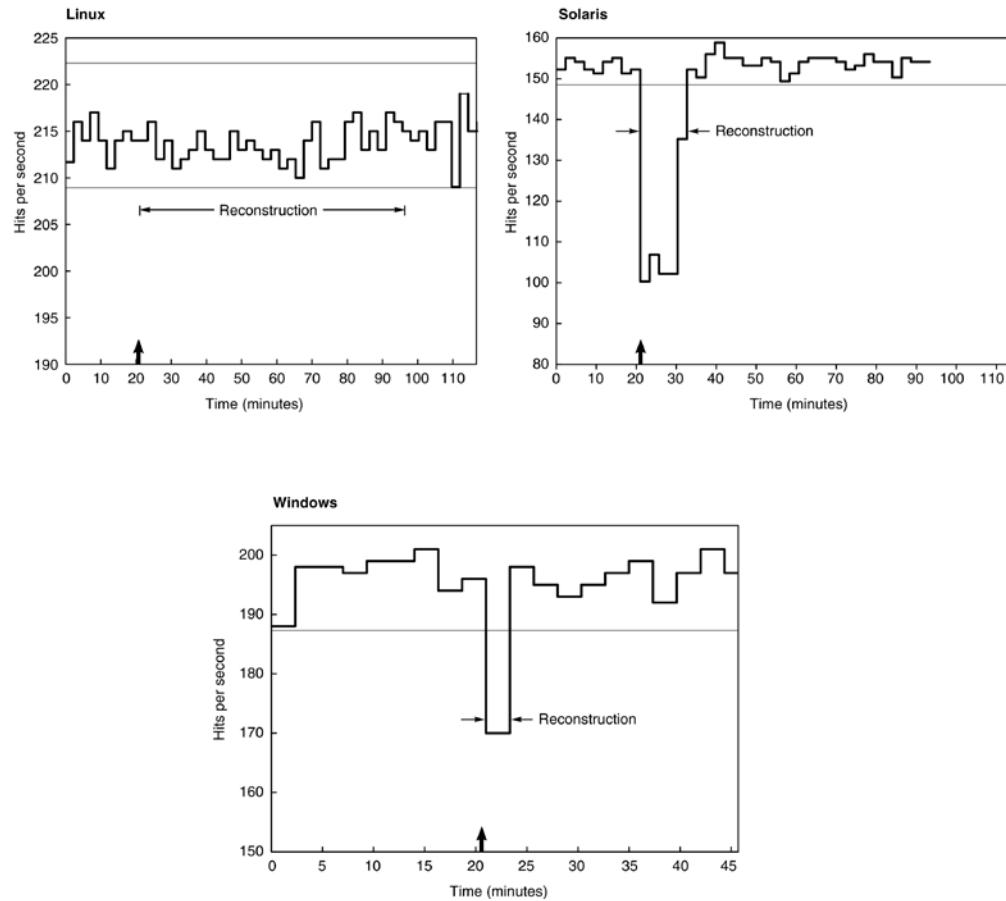 Linux
225
220
215
210
205
200
195
190
Hits per second
Reconstruction
0 10 20 30 40 50 60 70 80 90 100 110
Time (minutes)
Solaris
160
150
140
130
120
110
100
90
80
Hits per second
Reconstruction
0 10 20 30 40 50 60 70 80 90 100 110
Time (minutes)
Windows
200
190
180
170
160
150
Hits per second
Reconstruction
0 5 10 15 20 25 30 35 40 45
Time (minutes)